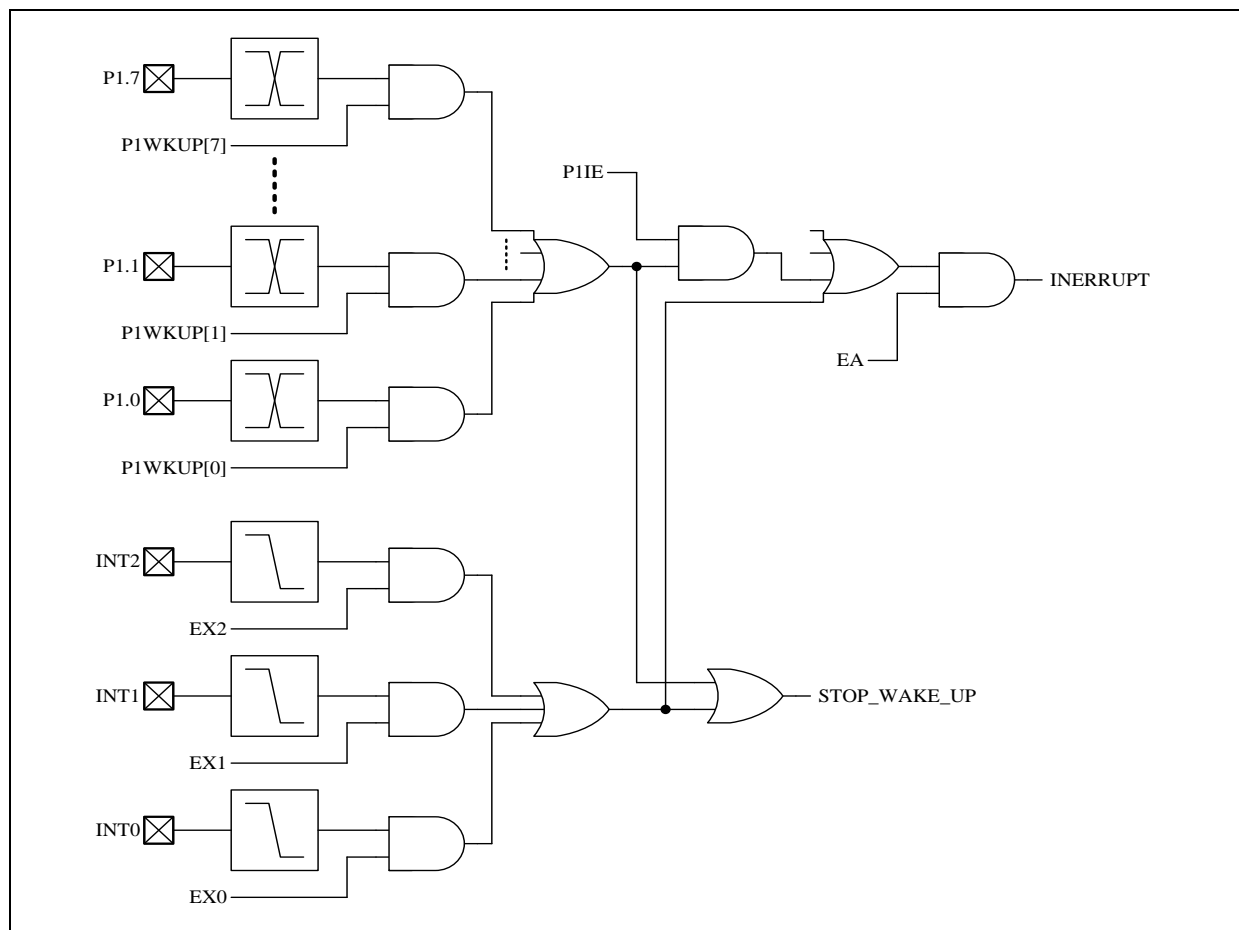 P1.7
P1WKUP[7]
P1IE
P1.1
INERRUPT
P1WKUP[1]
EA
P1.0
P1WKUP[0]
INT2
EX2
INT1
STOP_WAKE_UP
EX1
INT0
EX0